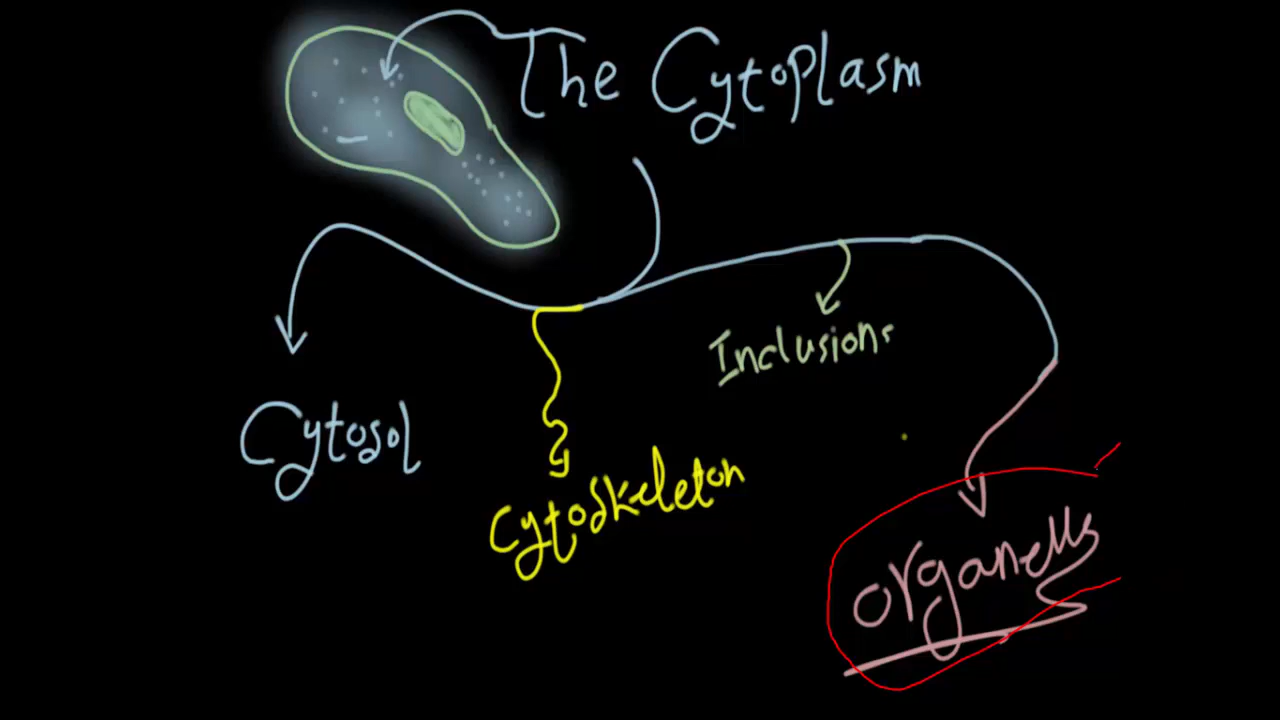 The Cytoplasm
Inclusions
Cytosol
Cytoskeleton
organells